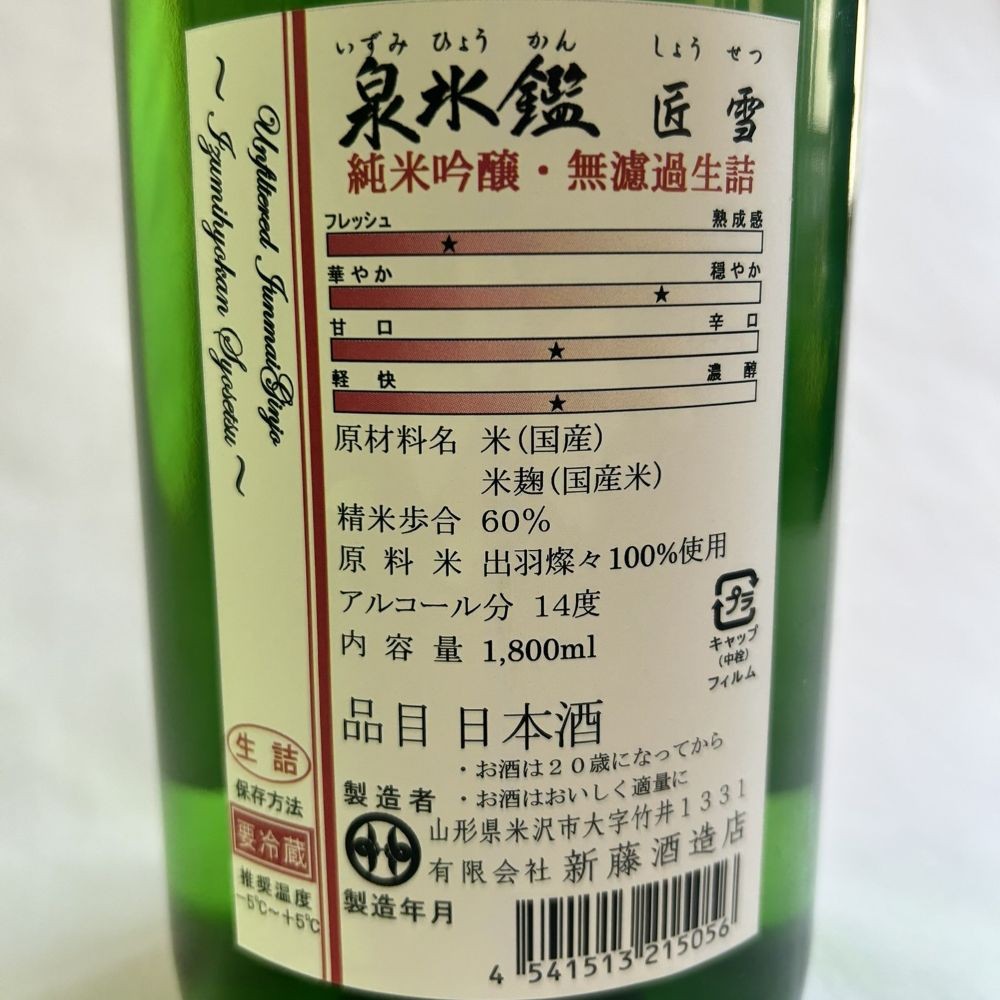 いずみ ひょう かん しょう せつ
泉氷鑑 匠雪
純米吟醸・無濾過生詰
フレッシュ 熟成感
華やか 穏やか
甘口 辛口
軽快 濃醇
原材料名 米(国産)
米麹(国産米)
精米歩合 60%
原料米 出羽燦々100%使用
アルコール分 14度
内容量 1,800ml
プラ
キャップ
(中栓)
フィルム
品目 日本酒
・お酒は20歳になってから
・お酒はおいしく適量に
製造者
山形県米沢市大字竹井1331
有限会社 新藤酒造店
製造年月
4 541513 215056
Unfiltered JunmaiGinjo
～Izumihyokan Syosetsu～
生詰
保存方法
要冷蔵
推奨温度
−5℃～+5℃